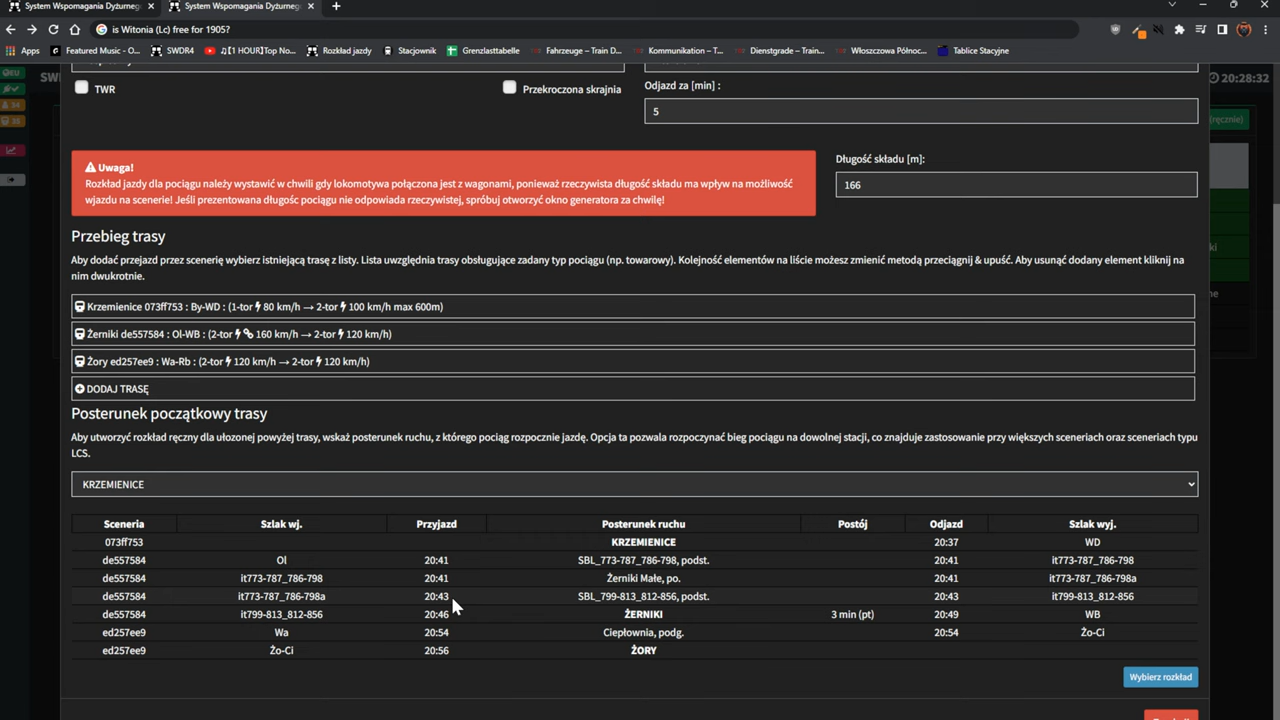 System Wspomagania Dyżurneg × System Wspomagania Dyżurneg × +
is Witonia (Lc) free for 1905?
Apps Featured Music - C... SWDR4 【1 HOUR】Top No... Rozkład jazdy Stacjownik Grenzlasttabelle Fahrzeuge – Train D... Kommunikation – T... Dienstgrade – Train... Włoszczowa Północ... Tablice Stacyjne
EU SW 20:28:32
34
38
TWR Przekroczona skrajnia Odjazd za [min] :
5 (ręcznie)
Uwaga! Długość składu [m]:
Rozkład jazdy dla pociągu należy wystawić w chwili gdy lokomotywa połączona jest z wagonami, ponieważ rzeczywista długość składu ma wpływ na możliwość 166
wjazdu na scenerie! Jeśli prezentowana długośc pociągu nie odpowiada rzeczywistej, spróbuj otworzyć okno generatora za chwilę!
Przebieg trasy
Aby dodać przejazd przez scenerię wybierz istniejącą trasę z listy. Lista uwzględnia trasy obsługujące zadany typ pociągu (np. towarowy). Kolejność elementów na liście możesz zmienić metodą przeciągnij & upuść. Aby usunąć dodany element kliknij na
nim dwukrotnie.
Krzemienice 073ff753 : By-WD : (1-tor 80 km/h → 2-tor 100 km/h max 600m)
Żerniki de557584 : Ol-WB : (2-tor 160 km/h → 2-tor 120 km/h)
Żory ed257ee9 : Wa-Rb : (2-tor 120 km/h → 2-tor 120 km/h)
DODAJ TRASĘ
Posterunek początkowy trasy
Aby utworzyć rozkład ręczny dla ułozonej powyżej trasy, wskaż posterunek ruchu, z którego pociąg rozpocznie jazdę. Opcja ta pozwala rozpoczynać bieg pociągu na dowolnej stacji, co znajduje zastosowanie przy większych sceneriach oraz sceneriach typu
LCS.
KRZEMIENICE
Sceneria Szlak wj. Przyjazd Posterunek ruchu Postój Odjazd Szlak wyj.
073ff753 KRZEMIENICE 20:37 WD
de557584 Ol 20:41 SBL_773-787_786-798, podst. 20:41 it773-787_786-798
de557584 it773-787_786-798 20:41 Żerniki Małe, po. 20:41 it773-787_786-798a
de557584 it773-787_786-798a 20:43 SBL_799-813_812-856, podst. 20:43 it799-813_812-856
de557584 it799-813_812-856 20:46 ŻERNIKI 3 min (pt) 20:49 WB
ed257ee9 Wa 20:54 Ciepłownia, podg. 20:54 Żo-Ci
ed257ee9 Żo-Ci 20:56 ŻORY
Wybierz rozkład